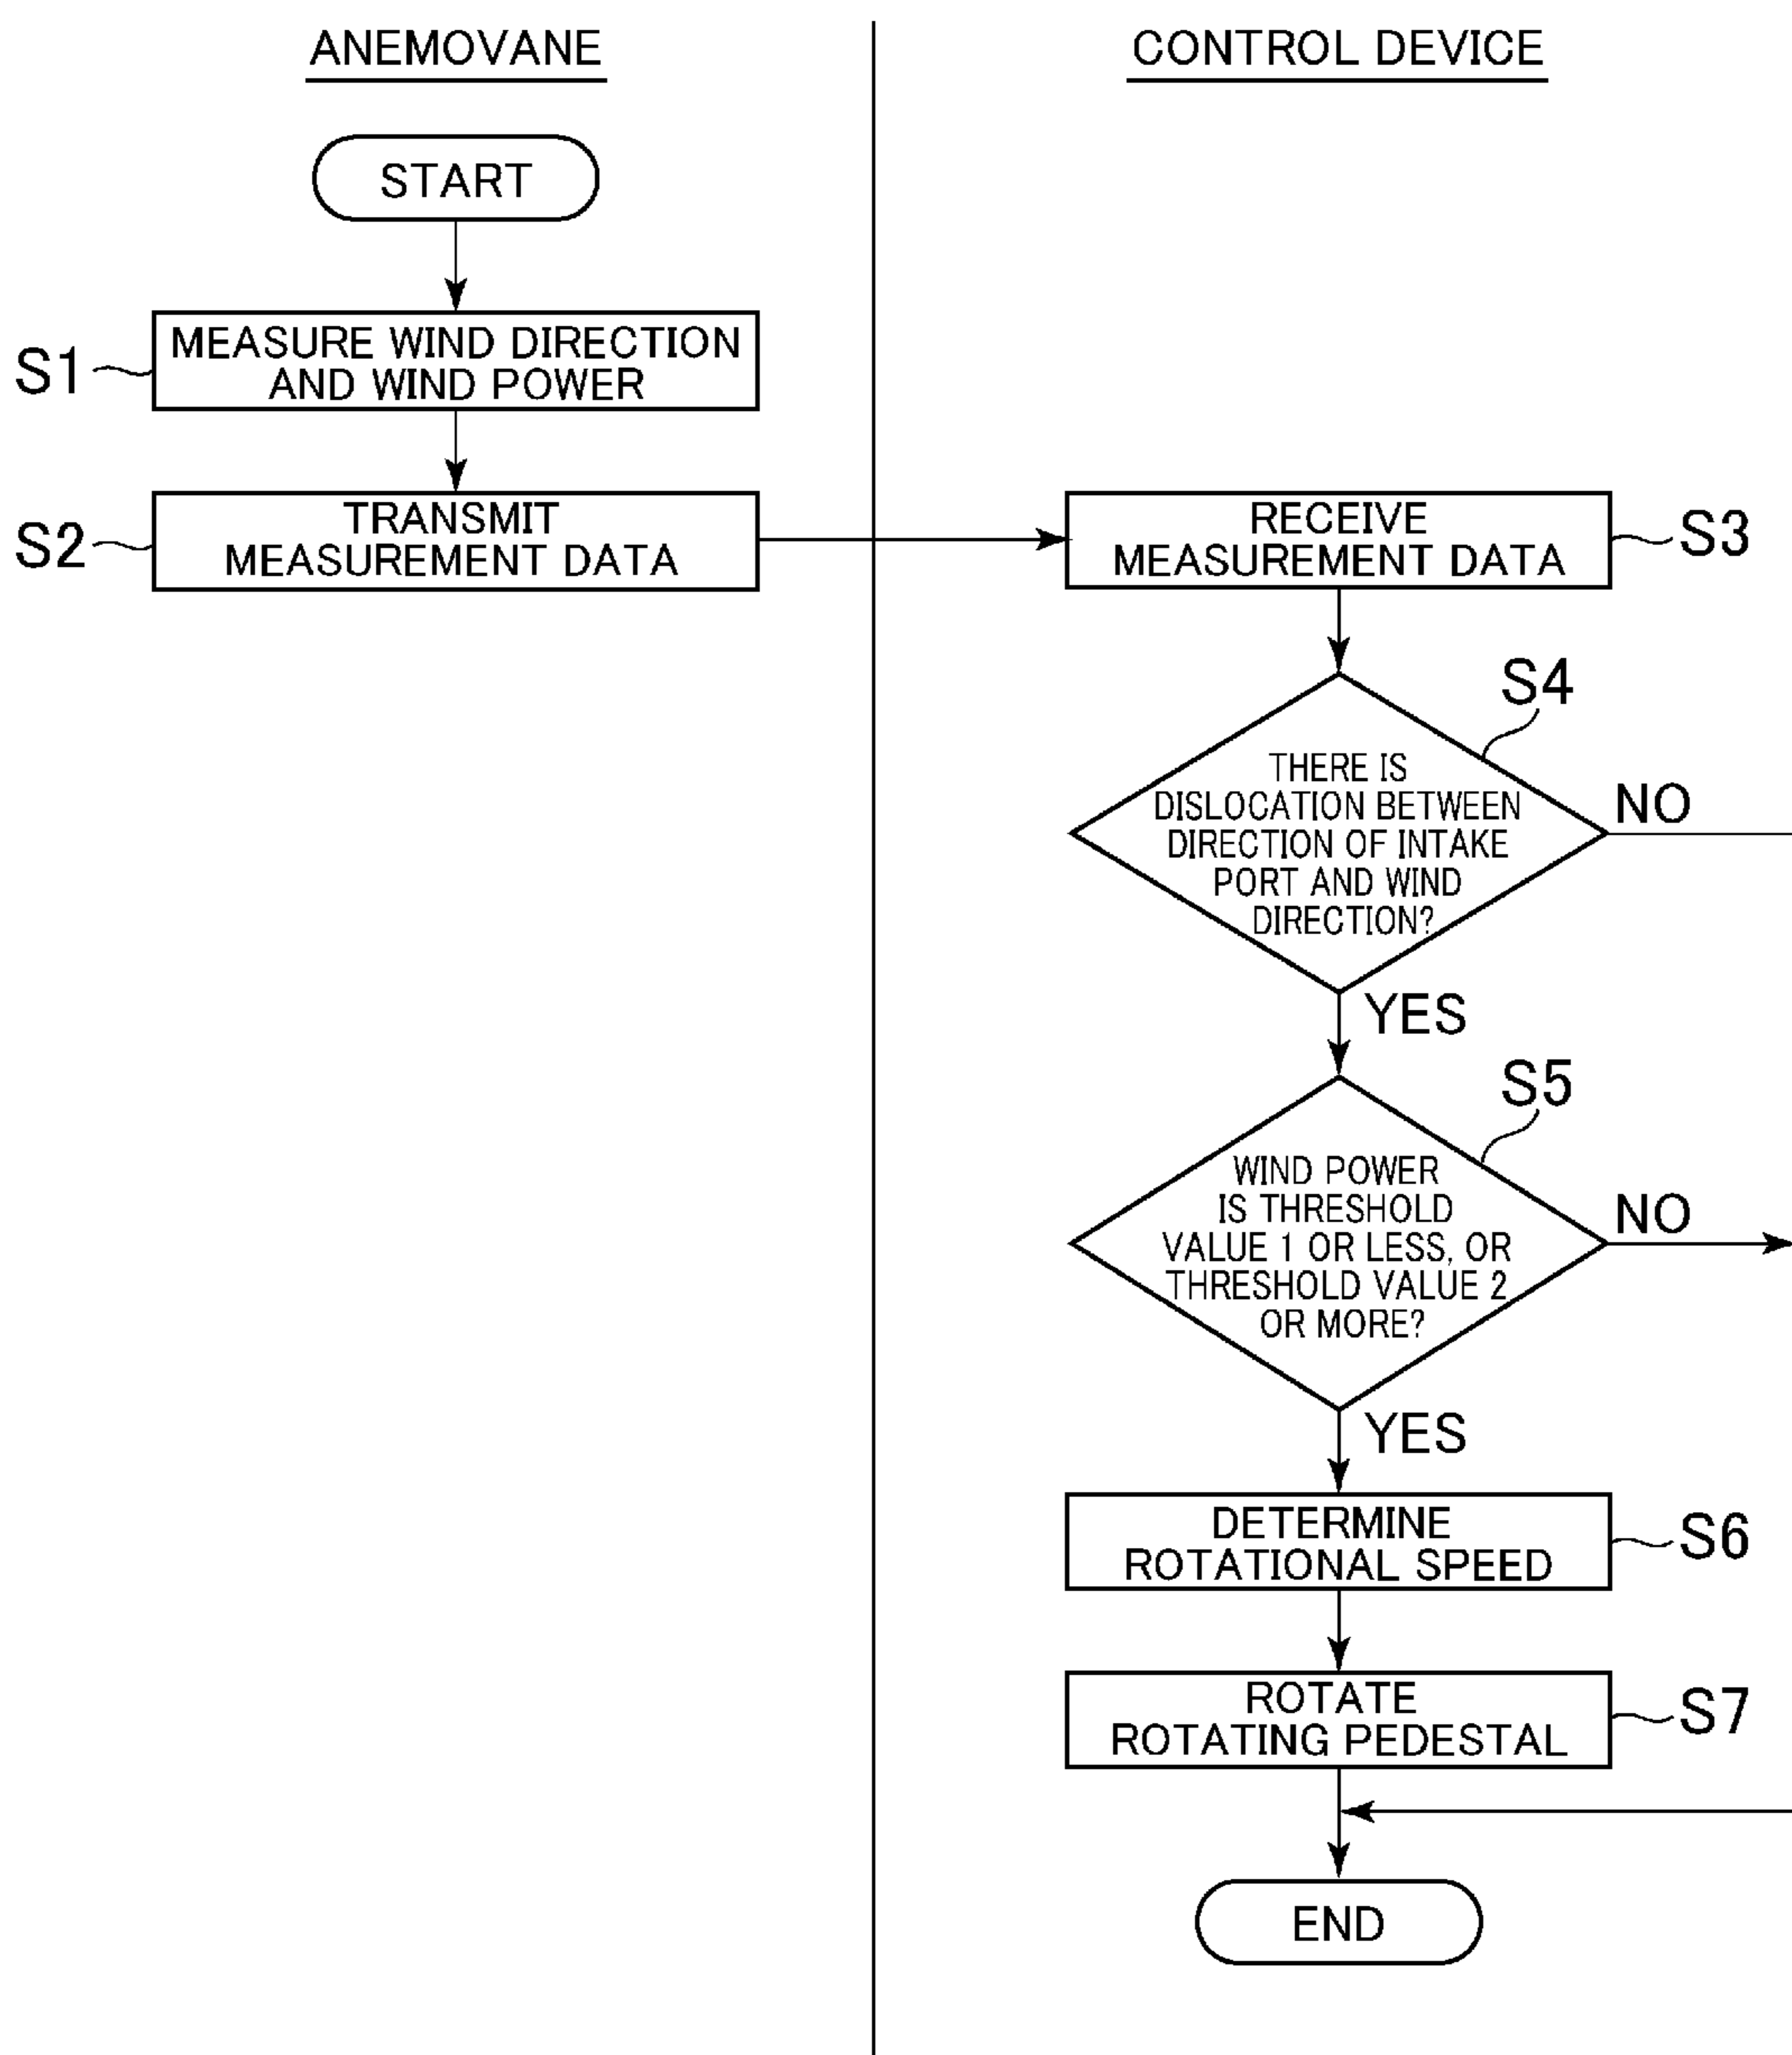 ANEMOVANE
START
S1
MEASURE WIND DIRECTION
AND WIND POWER
S2
TRANSMIT
MEASUREMENT DATA
CONTROL DEVICE
RECEIVE
MEASUREMENT DATA
S3
S4
THERE IS
DISLOCATION BETWEEN
DIRECTION OF INTAKE
PORT AND WIND
DIRECTION?
NO
YES
S5
WIND POWER
IS THRESHOLD
VALUE 1 OR LESS, OR
THRESHOLD VALUE 2
OR MORE?
NO
YES
DETERMINE
ROTATIONAL SPEED
S6
ROTATE
ROTATING PEDESTAL
S7
END